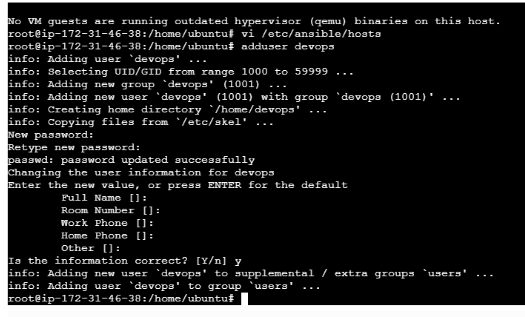 No VM guests are running outdated hypervisor (qemu) binaries on this host.
root@ip-172-31-46-38:/home/ubuntu# vi /etc/ansible/hosts
root@ip-172-31-46-38:/home/ubuntu# adduser devops
info: Adding user `devops' ...
info: Selecting UID/GID from range 1000 to 59999 ...
info: Adding new group `devops' (1001) ...
info: Adding new user `devops' (1001) with group `devops (1001)' ...
info: Creating home directory `/home/devops' ...
info: Copying files from `/etc/skel' ...
New password:
Retype new password:
passwd: password updated successfully
Changing the user information for devops
Enter the new value, or press ENTER for the default
Full Name []:
Room Number []:
Work Phone []:
Home Phone []:
Other []:
Is the information correct? [Y/n] y
info: Adding new user `devops' to supplemental / extra groups `users' ...
info: Adding user `devops' to group `users' ...
root@ip-172-31-46-38:/home/ubuntu#